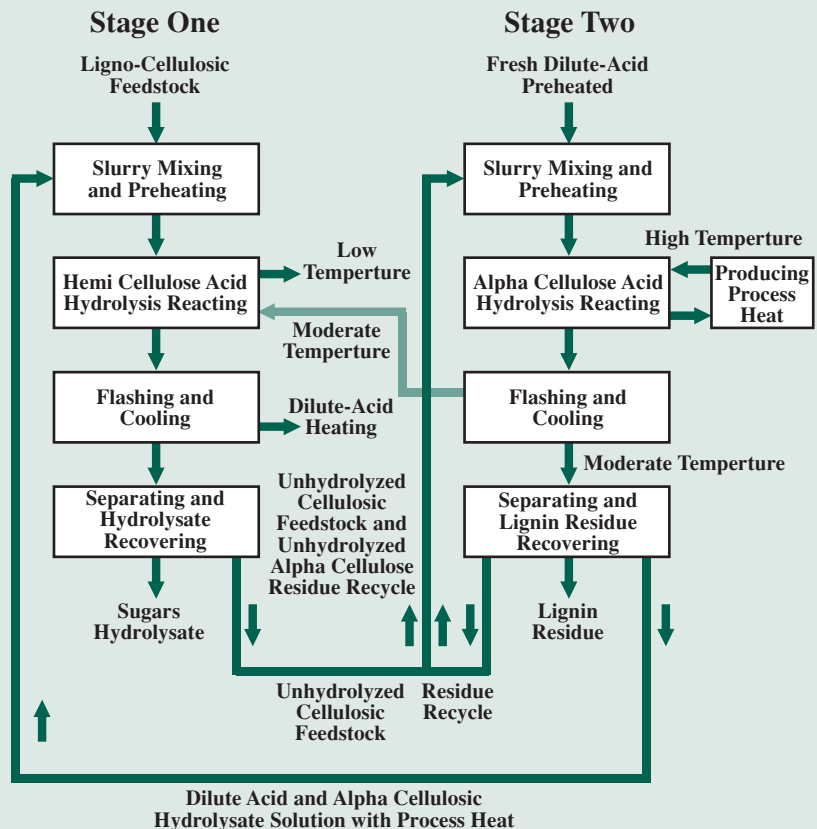 Stage One
Ligno-Cellulosic
Feedstock
Slurry Mixing
and Preheating
Hemi Cellulose Acid
Hydrolysis Reacting
Low
Temperture
Moderate
Temperture
Flashing and
Cooling
Dilute-Acid
Heating
Separating and
Hydrolysate
Recovering
Sugars
Hydrolysate
Unhydrolyzed
Cellulosic
Feedstock and
Unhydrolyzed
Alpha Cellulose
Residue Recycle
Stage Two
Fresh Dilute-Acid
Preheated
Slurry Mixing and
Preheating
High Temperture
Alpha Cellulose Acid
Hydrolysis Reacting
Producing
Process
Heat
Flashing and
Cooling
Moderate Temperture
Separating and
Lignin Residue
Recovering
Lignin
Residue
Unhydrolyzed
Cellulosic
Feedstock
Residue
Recycle
Dilute Acid and Alpha Cellulosic
Hydrolysate Solution with Process Heat